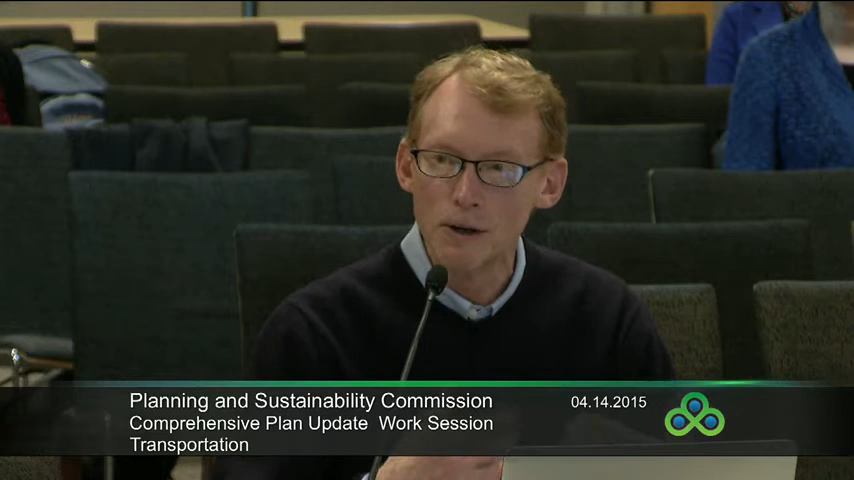 Planning and Sustainability Commission 04.14.2015
Comprehensive Plan Update Work Session
Transportation